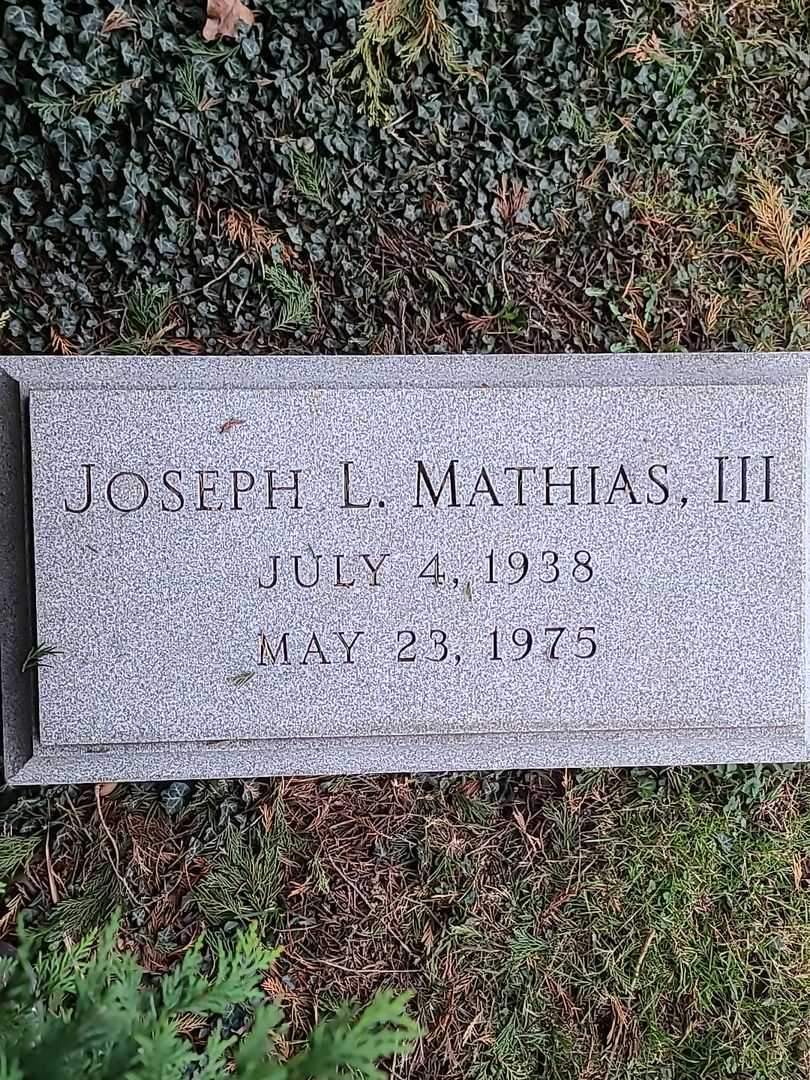 JOSEPH L. MATHIAS, III
JULY 4, 1938
MAY 23, 1975